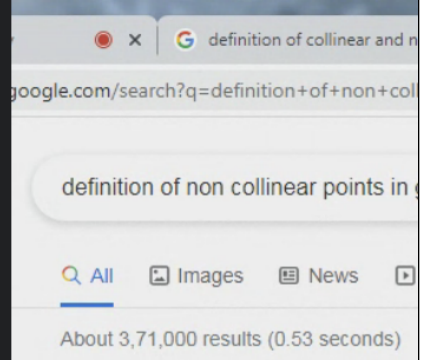 definition of collinear and n
google.com/search?q=definition+of+non+coll
definition of non collinear points in
All Images News
About 3,71,000 results (0.53 seconds)